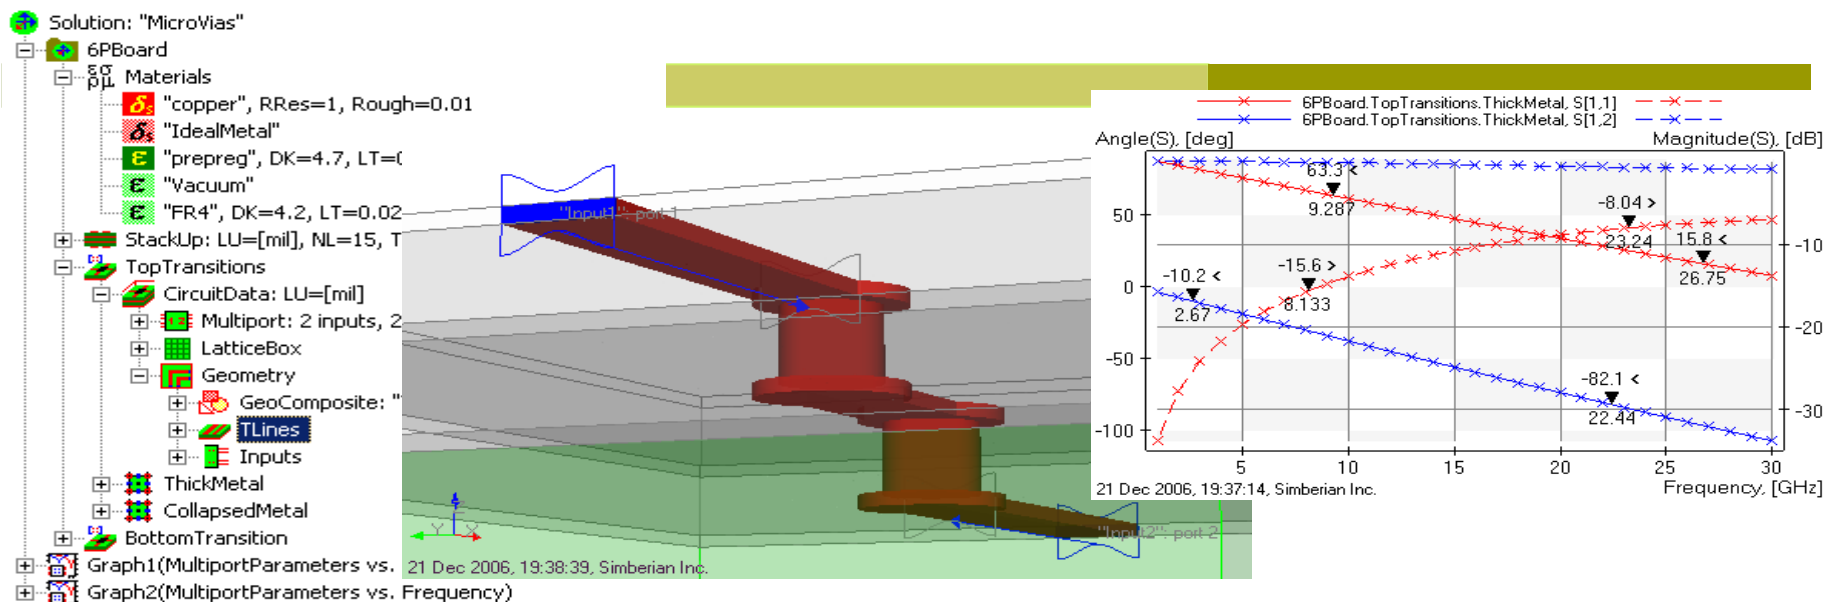 Solution: "MicroVias"
6PBoard
εσ
ρμ Materials
δs "copper", RRes=1, Rough=0.01
δs "IdealMetal"
ε "prepreg", DK=4.7, LT=0
ε "Vacuum"
ε "FR4", DK=4.2, LT=0.02
StackUp: LU=[mil], NL=15, T
TopTransitions
CircuitData: LU=[mil]
Multiport: 2 inputs, 2
LatticeBox
Geometry
GeoComposite: "
TLines
Inputs
ThickMetal
CollapsedMetal
BottomTransition
Graph1(MultiportParameters vs.
Graph2(MultiportParameters vs. Frequency)
"Input1": port 1
"Input2": port 2
Y
X
21 Dec 2006, 19:38:39, Simberian Inc.
6PBoard.TopTransitions.ThickMetal, S[1,1]
6PBoard.TopTransitions.ThickMetal, S[1,2]
Angle(S), [deg]
Magnitude(S), [dB]
63.3 <
9.287
-8.04 >
23.24
15.8 <
26.75
-15.6 >
8.133
-10.2 <
2.67
-82.1 <
22.44
50
0
-50
-100
-10
-20
-30
5 10 15 20 25 30
21 Dec 2006, 19:37:14, Simberian Inc.
Frequency, [GHz]